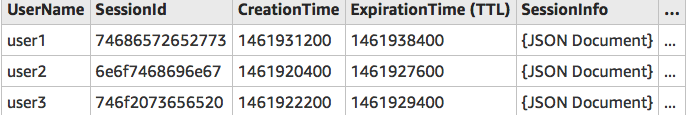 UserName SessionId CreationTime ExpirationTime (TTL) SessionInfo ...
user1 74686572652773 1461931200 1461938400 {JSON Document} ...
user2 6e6f7468696e67 1461920400 1461927600 {JSON Document} ...
user3 746f2073656520 1461922200 1461929400 {JSON Document} ...